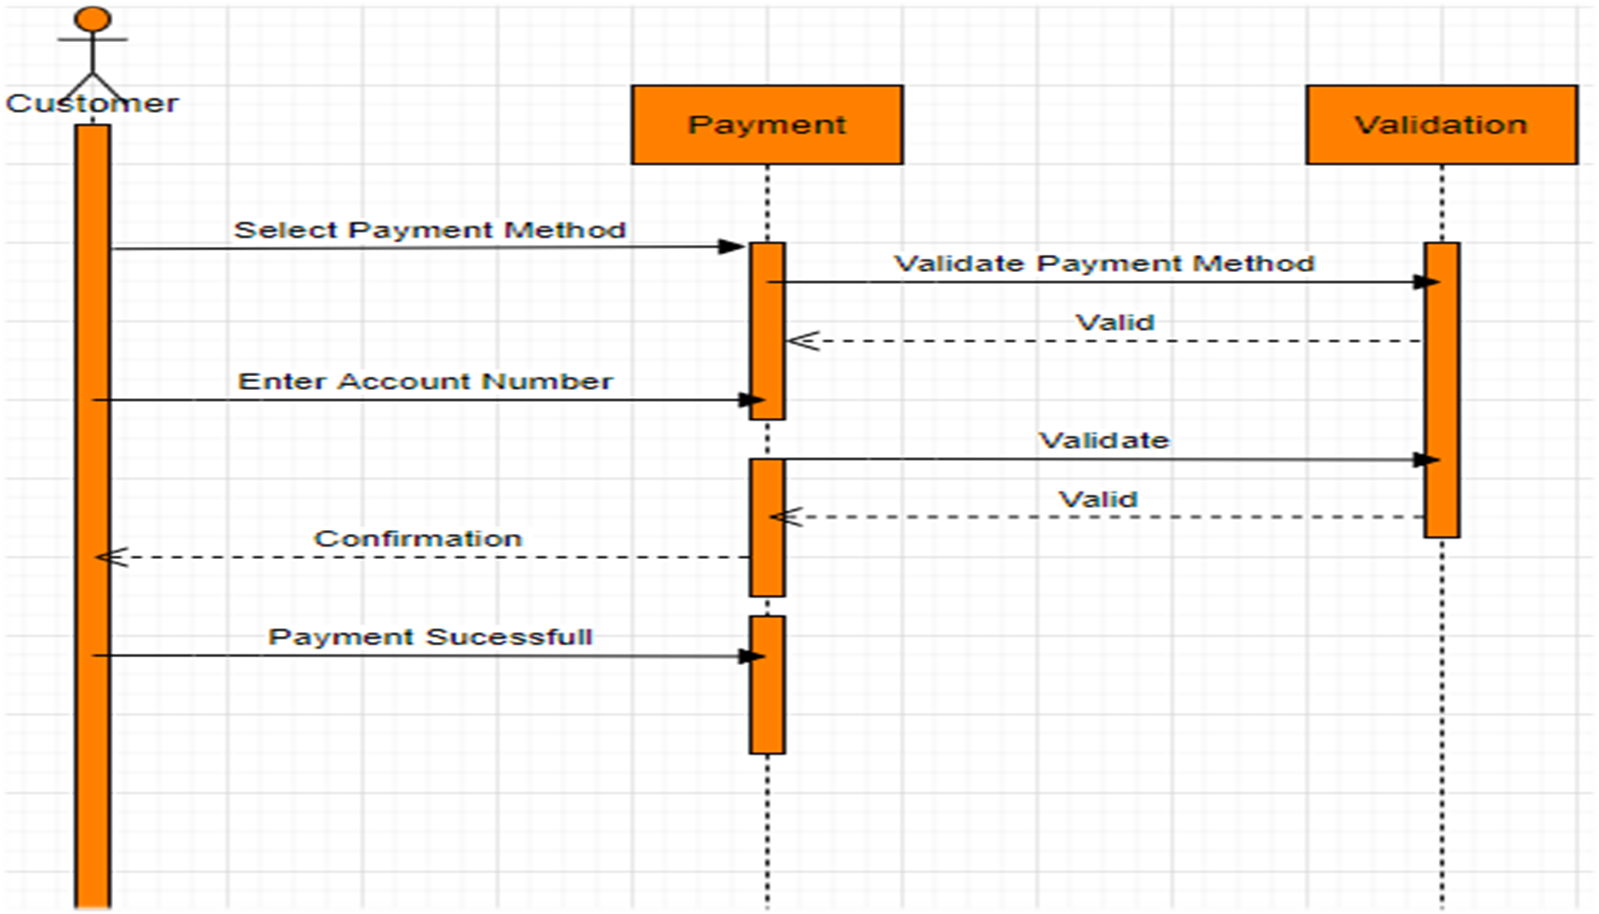 Customer
Payment
Validation
Select Payment Method
Validate Payment Method
Valid
Enter Account Number
Validate
Valid
Confirmation
Payment Sucessfull